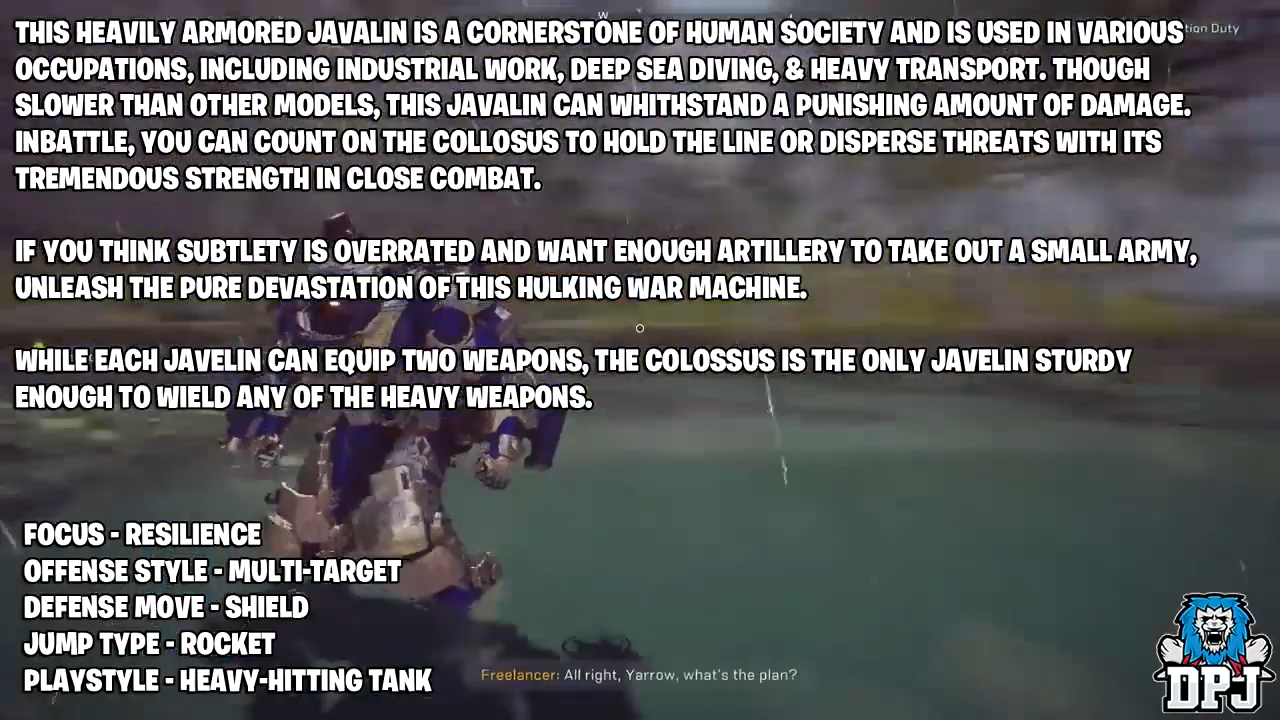 W
tion Duty
THIS HEAVILY ARMORED JAVALIN IS A CORNERSTONE OF HUMAN SOCIETY AND IS USED IN VARIOUS
OCCUPATIONS, INCLUDING INDUSTRIAL WORK, DEEP SEA DIVING, & HEAVY TRANSPORT. THOUGH
SLOWER THAN OTHER MODELS, THIS JAVALIN CAN WHITHSTAND A PUNISHING AMOUNT OF DAMAGE.
INBATTLE, YOU CAN COUNT ON THE COLLOSUS TO HOLD THE LINE OR DISPERSE THREATS WITH ITS
TREMENDOUS STRENGTH IN CLOSE COMBAT.
IF YOU THINK SUBTLETY IS OVERRATED AND WANT ENOUGH ARTILLERY TO TAKE OUT A SMALL ARMY,
UNLEASH THE PURE DEVASTATION OF THIS HULKING WAR MACHINE.
WHILE EACH JAVELIN CAN EQUIP TWO WEAPONS, THE COLOSSUS IS THE ONLY JAVELIN STURDY
ENOUGH TO WIELD ANY OF THE HEAVY WEAPONS.
FOCUS - RESILIENCE
OFFENSE STYLE - MULTI-TARGET
DEFENSE MOVE - SHIELD
JUMP TYPE - ROCKET
PLAYSTYLE - HEAVY-HITTING TANK
Freelancer: All right, Yarrow, what's the plan?
DPJ